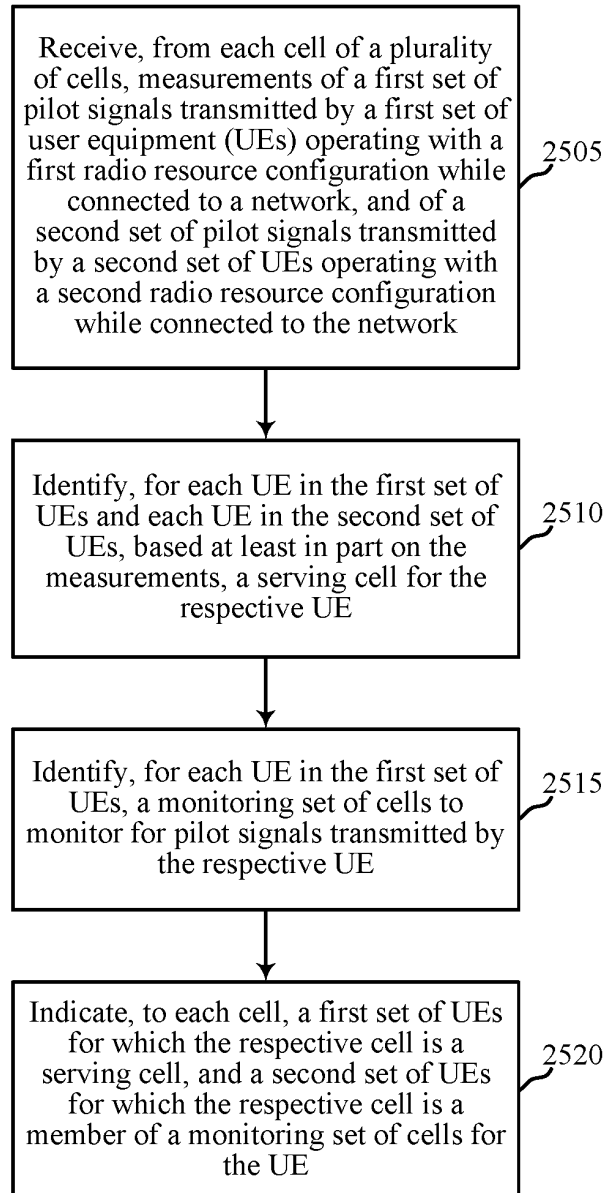 Receive, from each cell of a plurality
of cells, measurements of a first set of
pilot signals transmitted by a first set of
user equipment (UEs) operating with a
first radio resource configuration while
connected to a network, and of a
second set of pilot signals transmitted
by a second set of UEs operating with
a second radio resource configuration
while connected to the network
2505
Identify, for each UE in the first set of
UEs and each UE in the second set of
UEs, based at least in part on the
measurements, a serving cell for the
respective UE
2510
Identify, for each UE in the first set of
UEs, a monitoring set of cells to
monitor for pilot signals transmitted by
the respective UE
2515
Indicate, to each cell, a first set of UEs
for which the respective cell is a
serving cell, and a second set of UEs
for which the respective cell is a
member of a monitoring set of cells for
the UE
2520